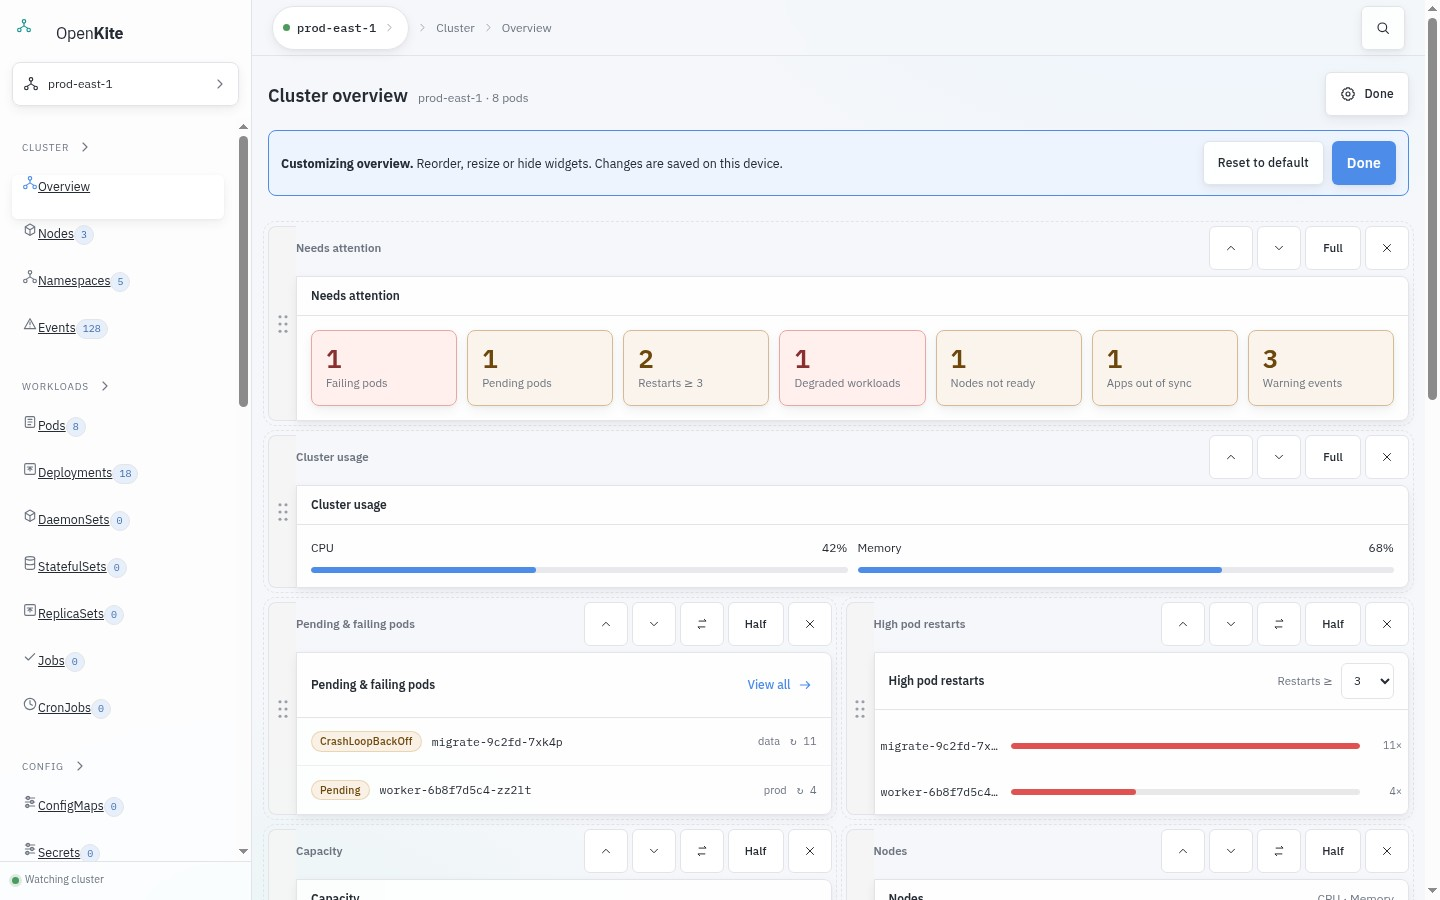 OpenKite
prod-east-1
CLUSTER
Overview
Nodes 3
Namespaces 5
Events 128
WORKLOADS
Pods 8
Deployments 18
DaemonSets 0
StatefulSets 0
ReplicaSets 0
Jobs 0
CronJobs 0
CONFIG
ConfigMaps 0
Secrets 0
Watching cluster
prod-east-1 Cluster Overview
Cluster overview prod-east-1 · 8 pods Done
Customizing overview. Reorder, resize or hide widgets. Changes are saved on this device. Reset to default Done
Needs attention Full
Needs attention
1 1 2 1 1 1 3
Failing pods Pending pods Restarts ≥ 3 Degraded workloads Nodes not ready Apps out of sync Warning events
Cluster usage Full
Cluster usage
CPU 42% Memory 68%
Pending & failing pods Half
Pending & failing pods View all →
CrashLoopBackOff migrate-9c2fd-7xk4p data ↻ 11
Pending worker-6b8f7d5c4-zz2lt prod ↻ 4
High pod restarts Half
High pod restarts Restarts ≥ 3
migrate-9c2fd-7x… 11×
worker-6b8f7d5c4… 4×
Capacity Half
Capacity
Nodes Half
Nodes CPU · Memory